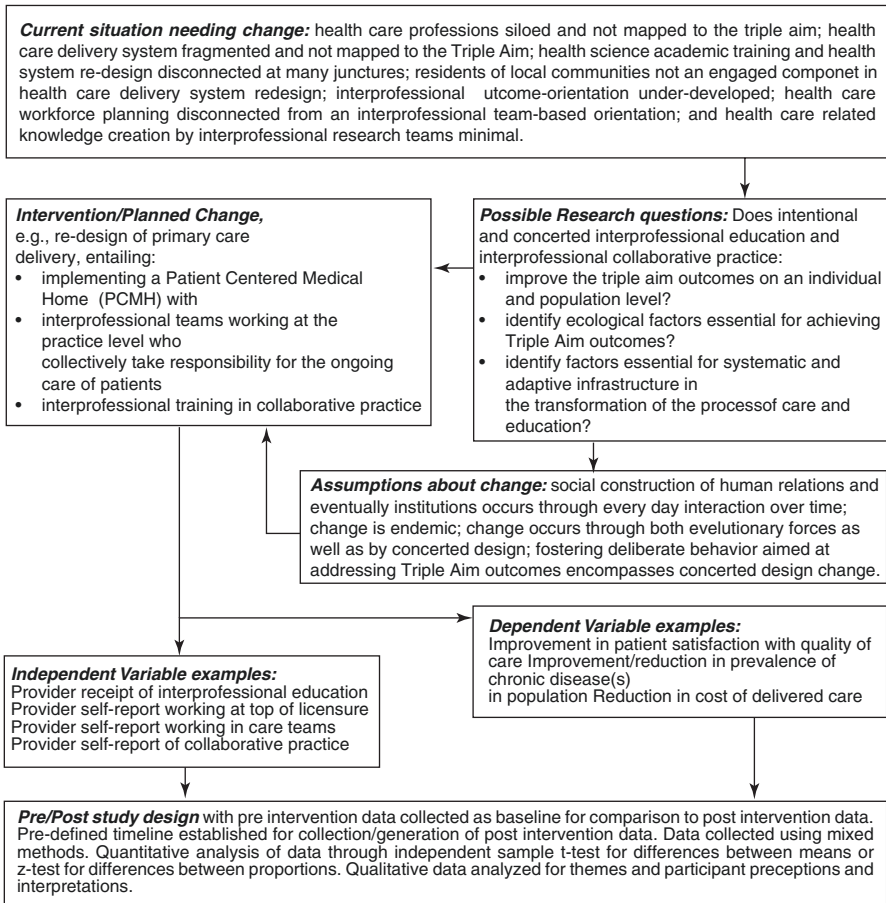 Current situation needing change: health care professions siloed and not mapped to the triple aim; health
care delivery system fragmented and not mapped to the Triple Aim; health science academic training and health
system re-design disconnected at many junctures; residents of local communities not an engaged componet in
health care delivery system redesign; interprofessional utcome-orientation under-developed; health care
workforce planning disconnected from an interprofessional team-based orientation; and health care related
knowledge creation by interprofessional research teams minimal.
Intervention/Planned Change,
e.g., re-design of primary care
delivery, entailing:
• implementing a Patient Centered Medical
Home (PCMH) with
• interprofessional teams working at the
practice level who
collectively take responsibility for the ongoing
care of patients
• interprofessional training in collaborative practice
Possible Research questions: Does intentional
and concerted interprofessional education and
interprofessional collaborative practice:
• improve the triple aim outcomes on an individual
and population level?
• identify ecological factors essential for achieving
Triple Aim outcomes?
• identify factors essential for systematic and
adaptive infrastructure in
the transformation of the processof care and
education?
Assumptions about change: social construction of human relations and
eventually institutions occurs through every day interaction over time;
change is endemic; change occurs through both evelutionary forces as
well as by concerted design; fostering deliberate behavior aimed at
addressing Triple Aim outcomes encompasses concerted design change.
Dependent Variable examples:
Improvement in patient satisfaction with quality of
care Improvement/reduction in prevalence of
chronic disease(s)
in population Reduction in cost of delivered care
Independent Variable examples:
Provider receipt of interprofessional education
Provider self-report working at top of licensure
Provider self-report working in care teams
Provider self-report of collaborative practice
Pre/Post study design with pre intervention data collected as baseline for comparison to post intervention data.
Pre-defined timeline established for collection/generation of post intervention data. Data collected using mixed
methods. Quantitative analysis of data through independent sample t-test for differences between means or
z-test for differences between proportions. Qualitative data analyzed for themes and participant preceptions and
interpretations.